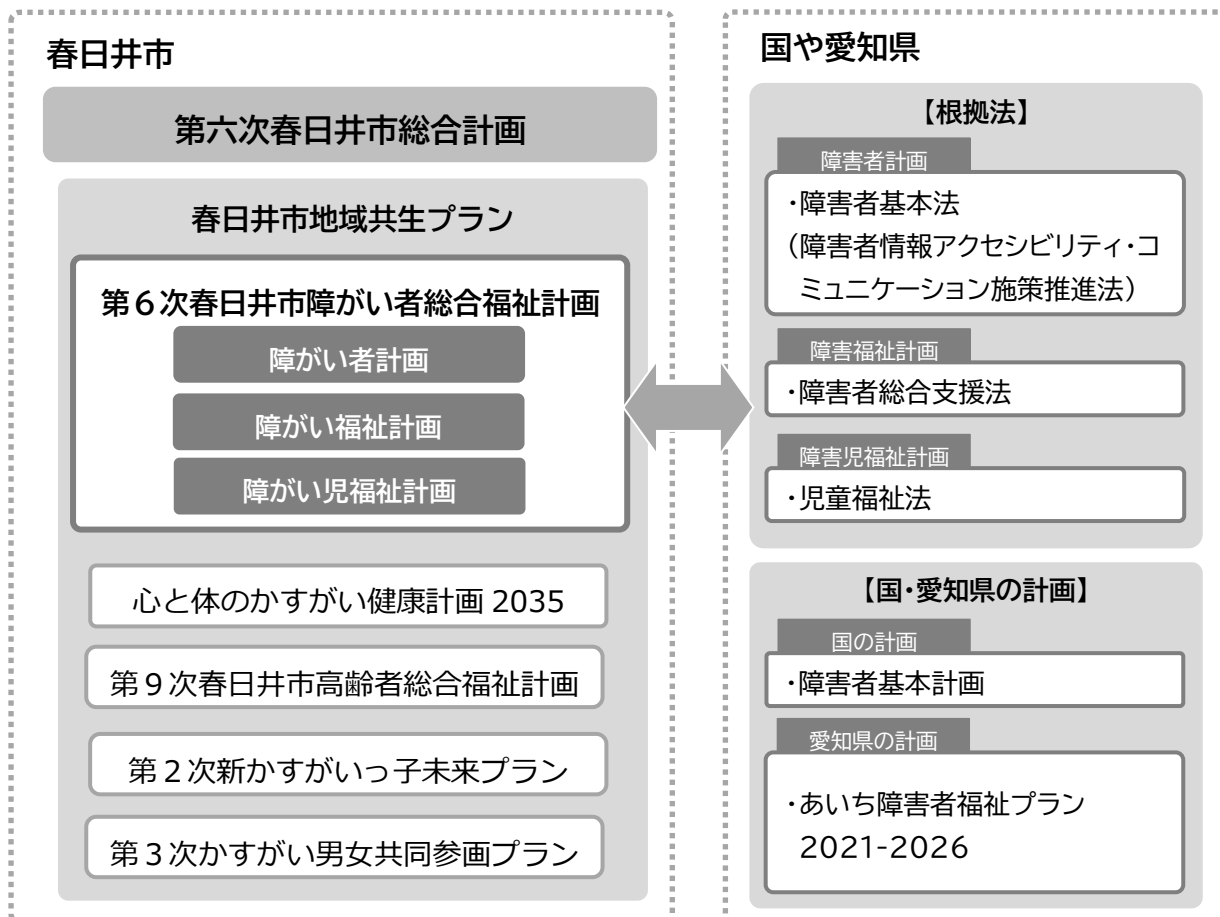 春日井市
第六次春日井市総合計画
春日井市地域共生プラン
第6次春日井市障がい者総合福祉計画
障がい者計画
障がい福祉計画
障がい児福祉計画
心と体のかすがい健康計画 2035
第9次春日井市高齢者総合福祉計画
第2次新かすがいっ子未来プラン
第3次かすがい男女共同参画プラン
国や愛知県
【根拠法】
障害者計画
・障害者基本法
（障害者情報アクセシビリティ・コ
ミュニケーション施策推進法）
障害福祉計画
・障害者総合支援法
障害児福祉計画
・児童福祉法
【国・愛知県の計画】
国の計画
・障害者基本計画
愛知県の計画
・あいち障害者福祉プラン
2021-2026